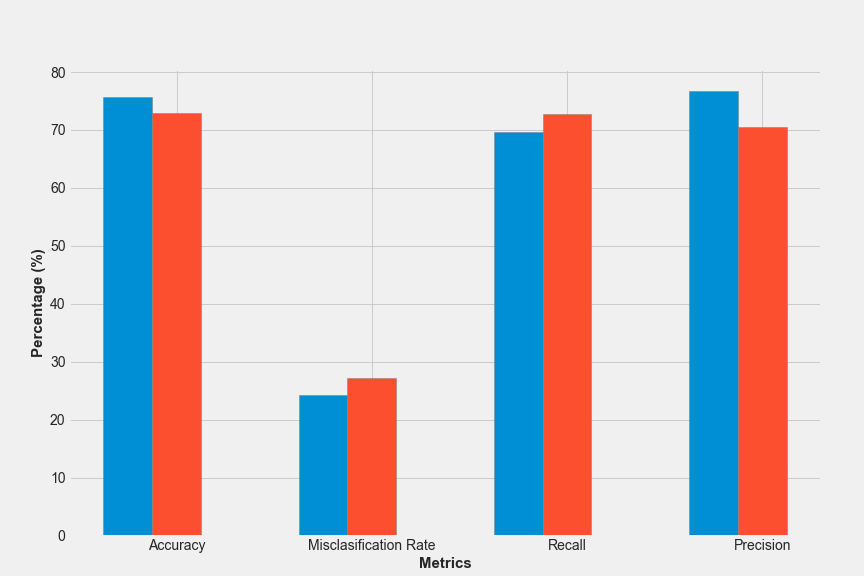 80
70
60
50
40
30
20
10
0
Percentage (%)
Accuracy
Misclasification Rate
Recall
Precision
Metrics